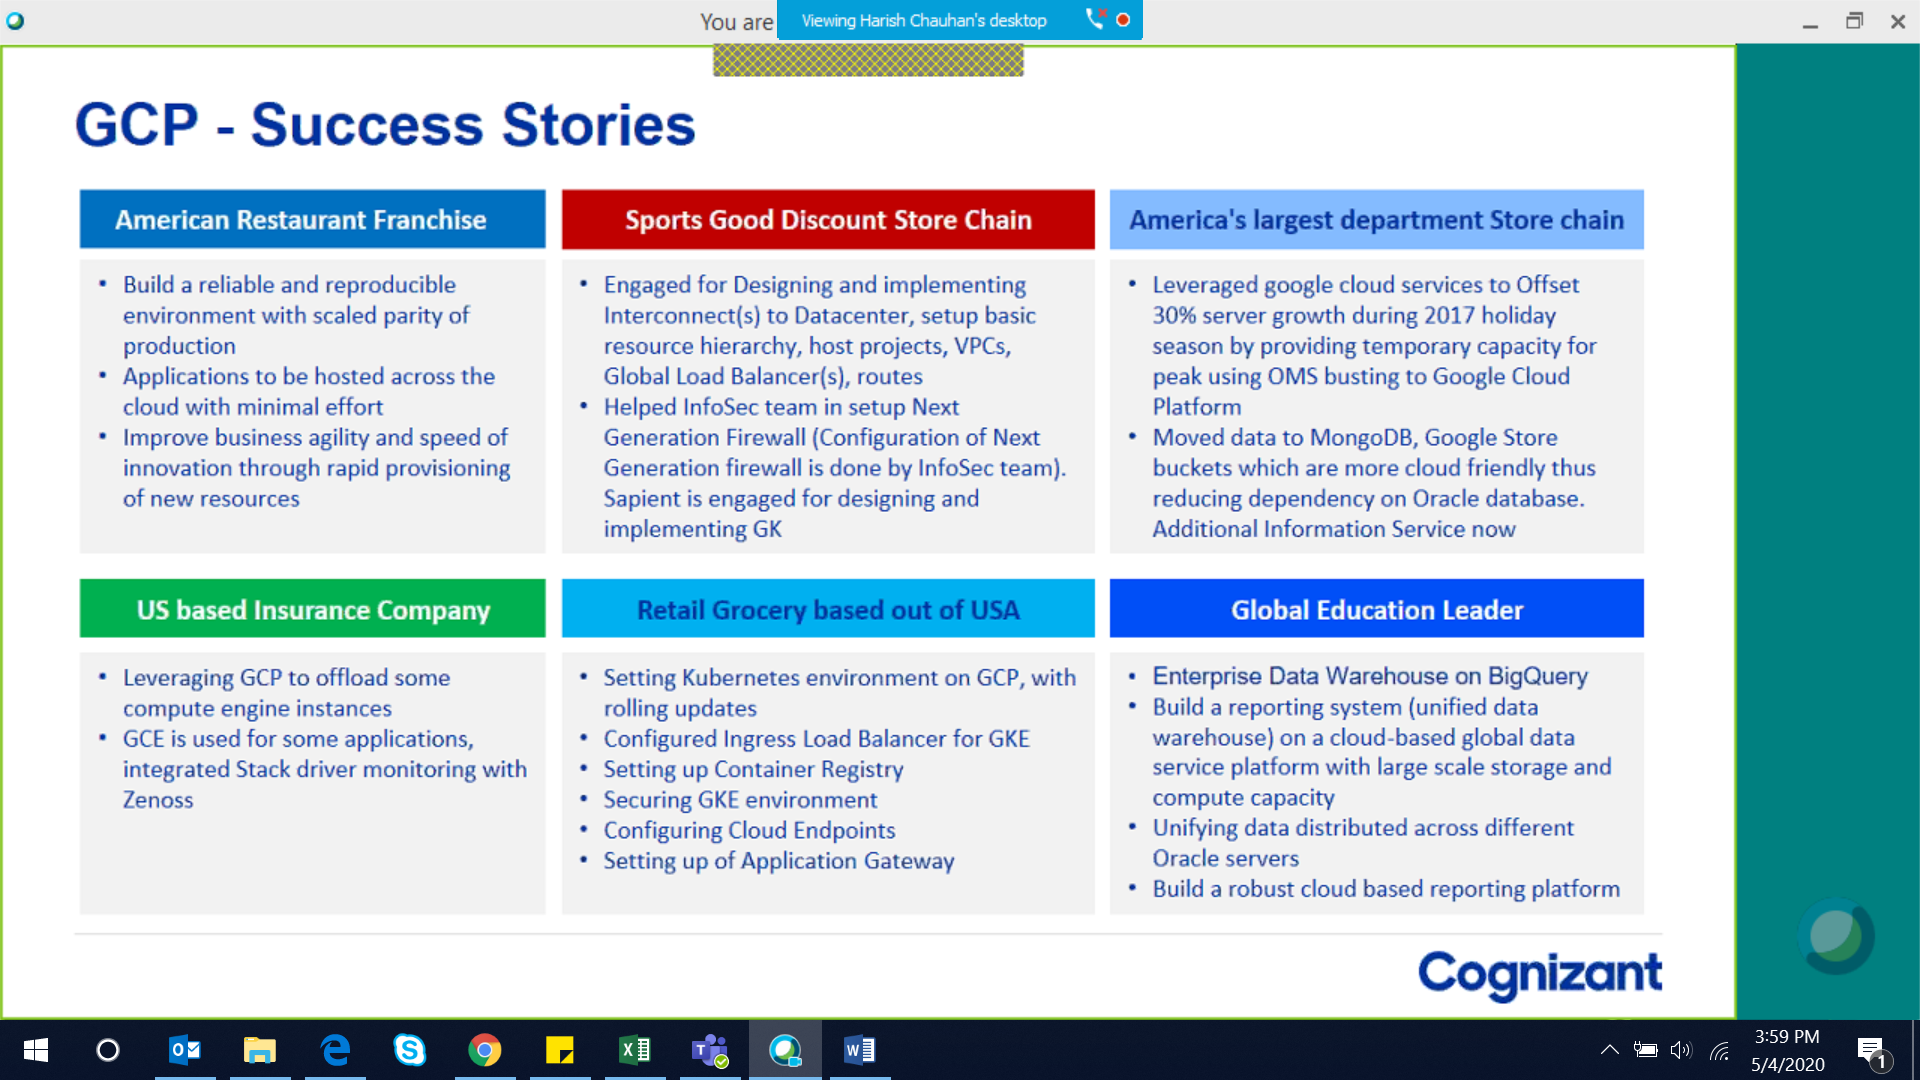 You are
Viewing Harish Chauhan's desktop
GCP - Success Stories
American Restaurant Franchise
• Build a reliable and reproducible
environment with scaled parity of
production
• Applications to be hosted across the
cloud with minimal effort
• Improve business agility and speed of
innovation through rapid provisioning
of new resources
Sports Good Discount Store Chain
• Engaged for Designing and implementing
Interconnect(s) to Datacenter, setup basic
resource hierarchy, host projects, VPCs,
Global Load Balancer(s), routes
• Helped InfoSec team in setup Next
Generation Firewall (Configuration of Next
Generation firewall is done by InfoSec team).
Sapient is engaged for designing and
implementing GK
America's largest department Store chain
• Leveraged google cloud services to Offset
30% server growth during 2017 holiday
season by providing temporary capacity for
peak using OMS busting to Google Cloud
Platform
• Moved data to MongoDB, Google Store
buckets which are more cloud friendly thus
reducing dependency on Oracle database.
Additional Information Service now
US based Insurance Company
• Leveraging GCP to offload some
compute engine instances
• GCE is used for some applications,
integrated Stack driver monitoring with
Zenoss
Retail Grocery based out of USA
• Setting Kubernetes environment on GCP, with
rolling updates
• Configured Ingress Load Balancer for GKE
• Setting up Container Registry
• Securing GKE environment
• Configuring Cloud Endpoints
• Setting up of Application Gateway
Global Education Leader
• Enterprise Data Warehouse on BigQuery
• Build a reporting system (unified data
warehouse) on a cloud-based global data
service platform with large scale storage and
compute capacity
• Unifying data distributed across different
Oracle servers
• Build a robust cloud based reporting platform
Cognizant
3:59 PM
5/4/2020
1